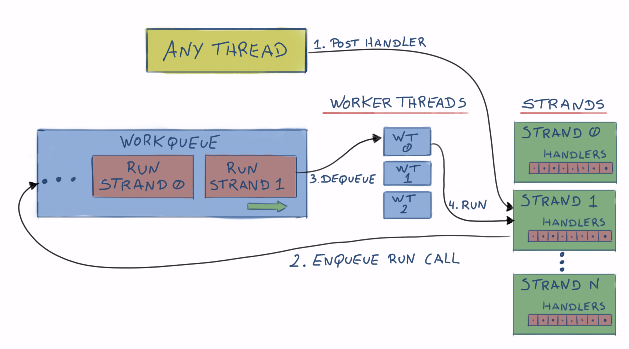 ANY THREAD
1. POST HANDLER
WORKER THREADS
STRANDS
WORKQUEUE
RUN
STRAND 0
RUN
STRAND 1
3. DEQUEUE
WT
0
WT
1
WT
2
4. RUN
STRAND 0
HANDLERS
STRAND 1
HANDLERS
2. ENQUEUE RUN CALL
STRAND N
HANDLERS